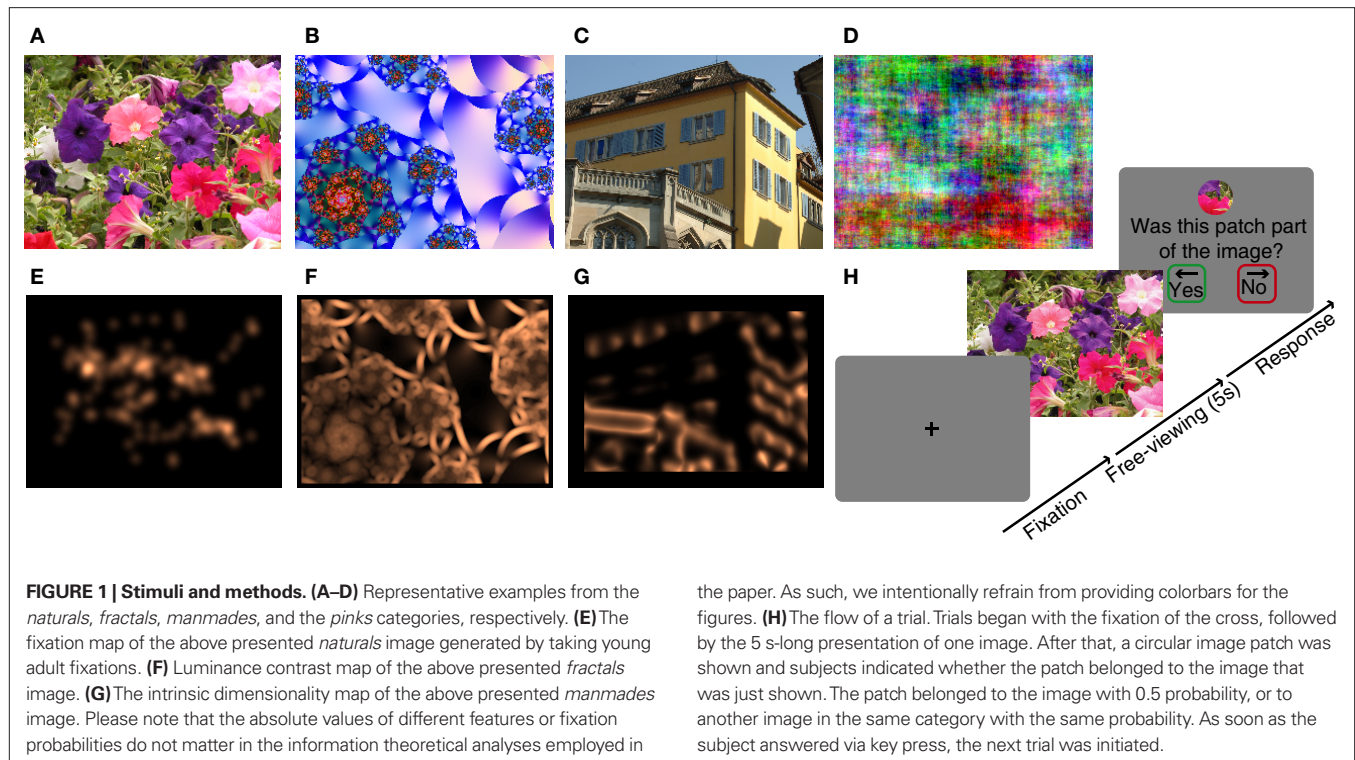 A
B
C
D
Was this patch part
of the image?
Yes
No
E
F
G
H
Fixation
Free-viewing (5s)
Response
FIGURE 1 | Stimuli and methods. (A–D) Representative examples from the
naturals, fractals, manmades, and the pinks categories, respectively. (E) The
fixation map of the above presented naturals image generated by taking young
adult fixations. (F) Luminance contrast map of the above presented fractals
image. (G) The intrinsic dimensionality map of the above presented manmades
image. Please note that the absolute values of different features or fixation
probabilities do not matter in the information theoretical analyses employed in
the paper. As such, we intentionally refrain from providing colorbars for the
figures. (H) The flow of a trial. Trials began with the fixation of the cross, followed
by the 5 s-long presentation of one image. After that, a circular image patch was
shown and subjects indicated whether the patch belonged to the image that
was just shown. The patch belonged to the image with 0.5 probability, or to
another image in the same category with the same probability. As soon as the
subject answered via key press, the next trial was initiated.